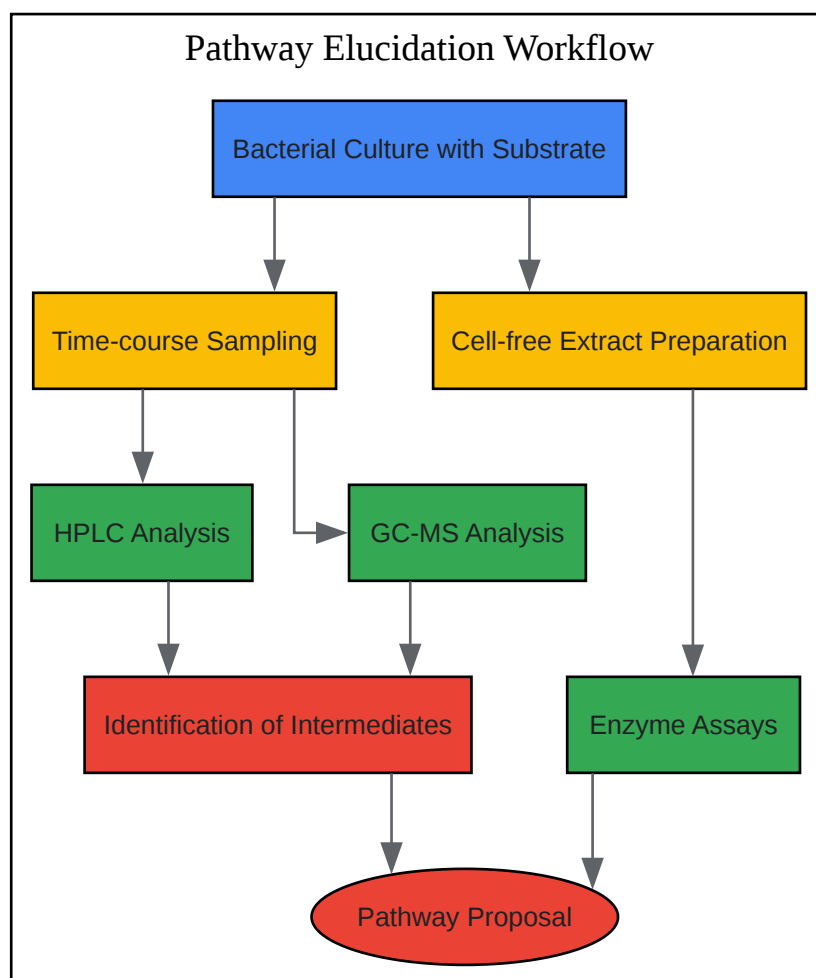 Pathway Elucidation Workflow
Bacterial Culture with Substrate
Time-course Sampling
Cell-free Extract Preparation
HPLC Analysis
GC-MS Analysis
Identification of Intermediates
Enzyme Assays
Pathway Proposal